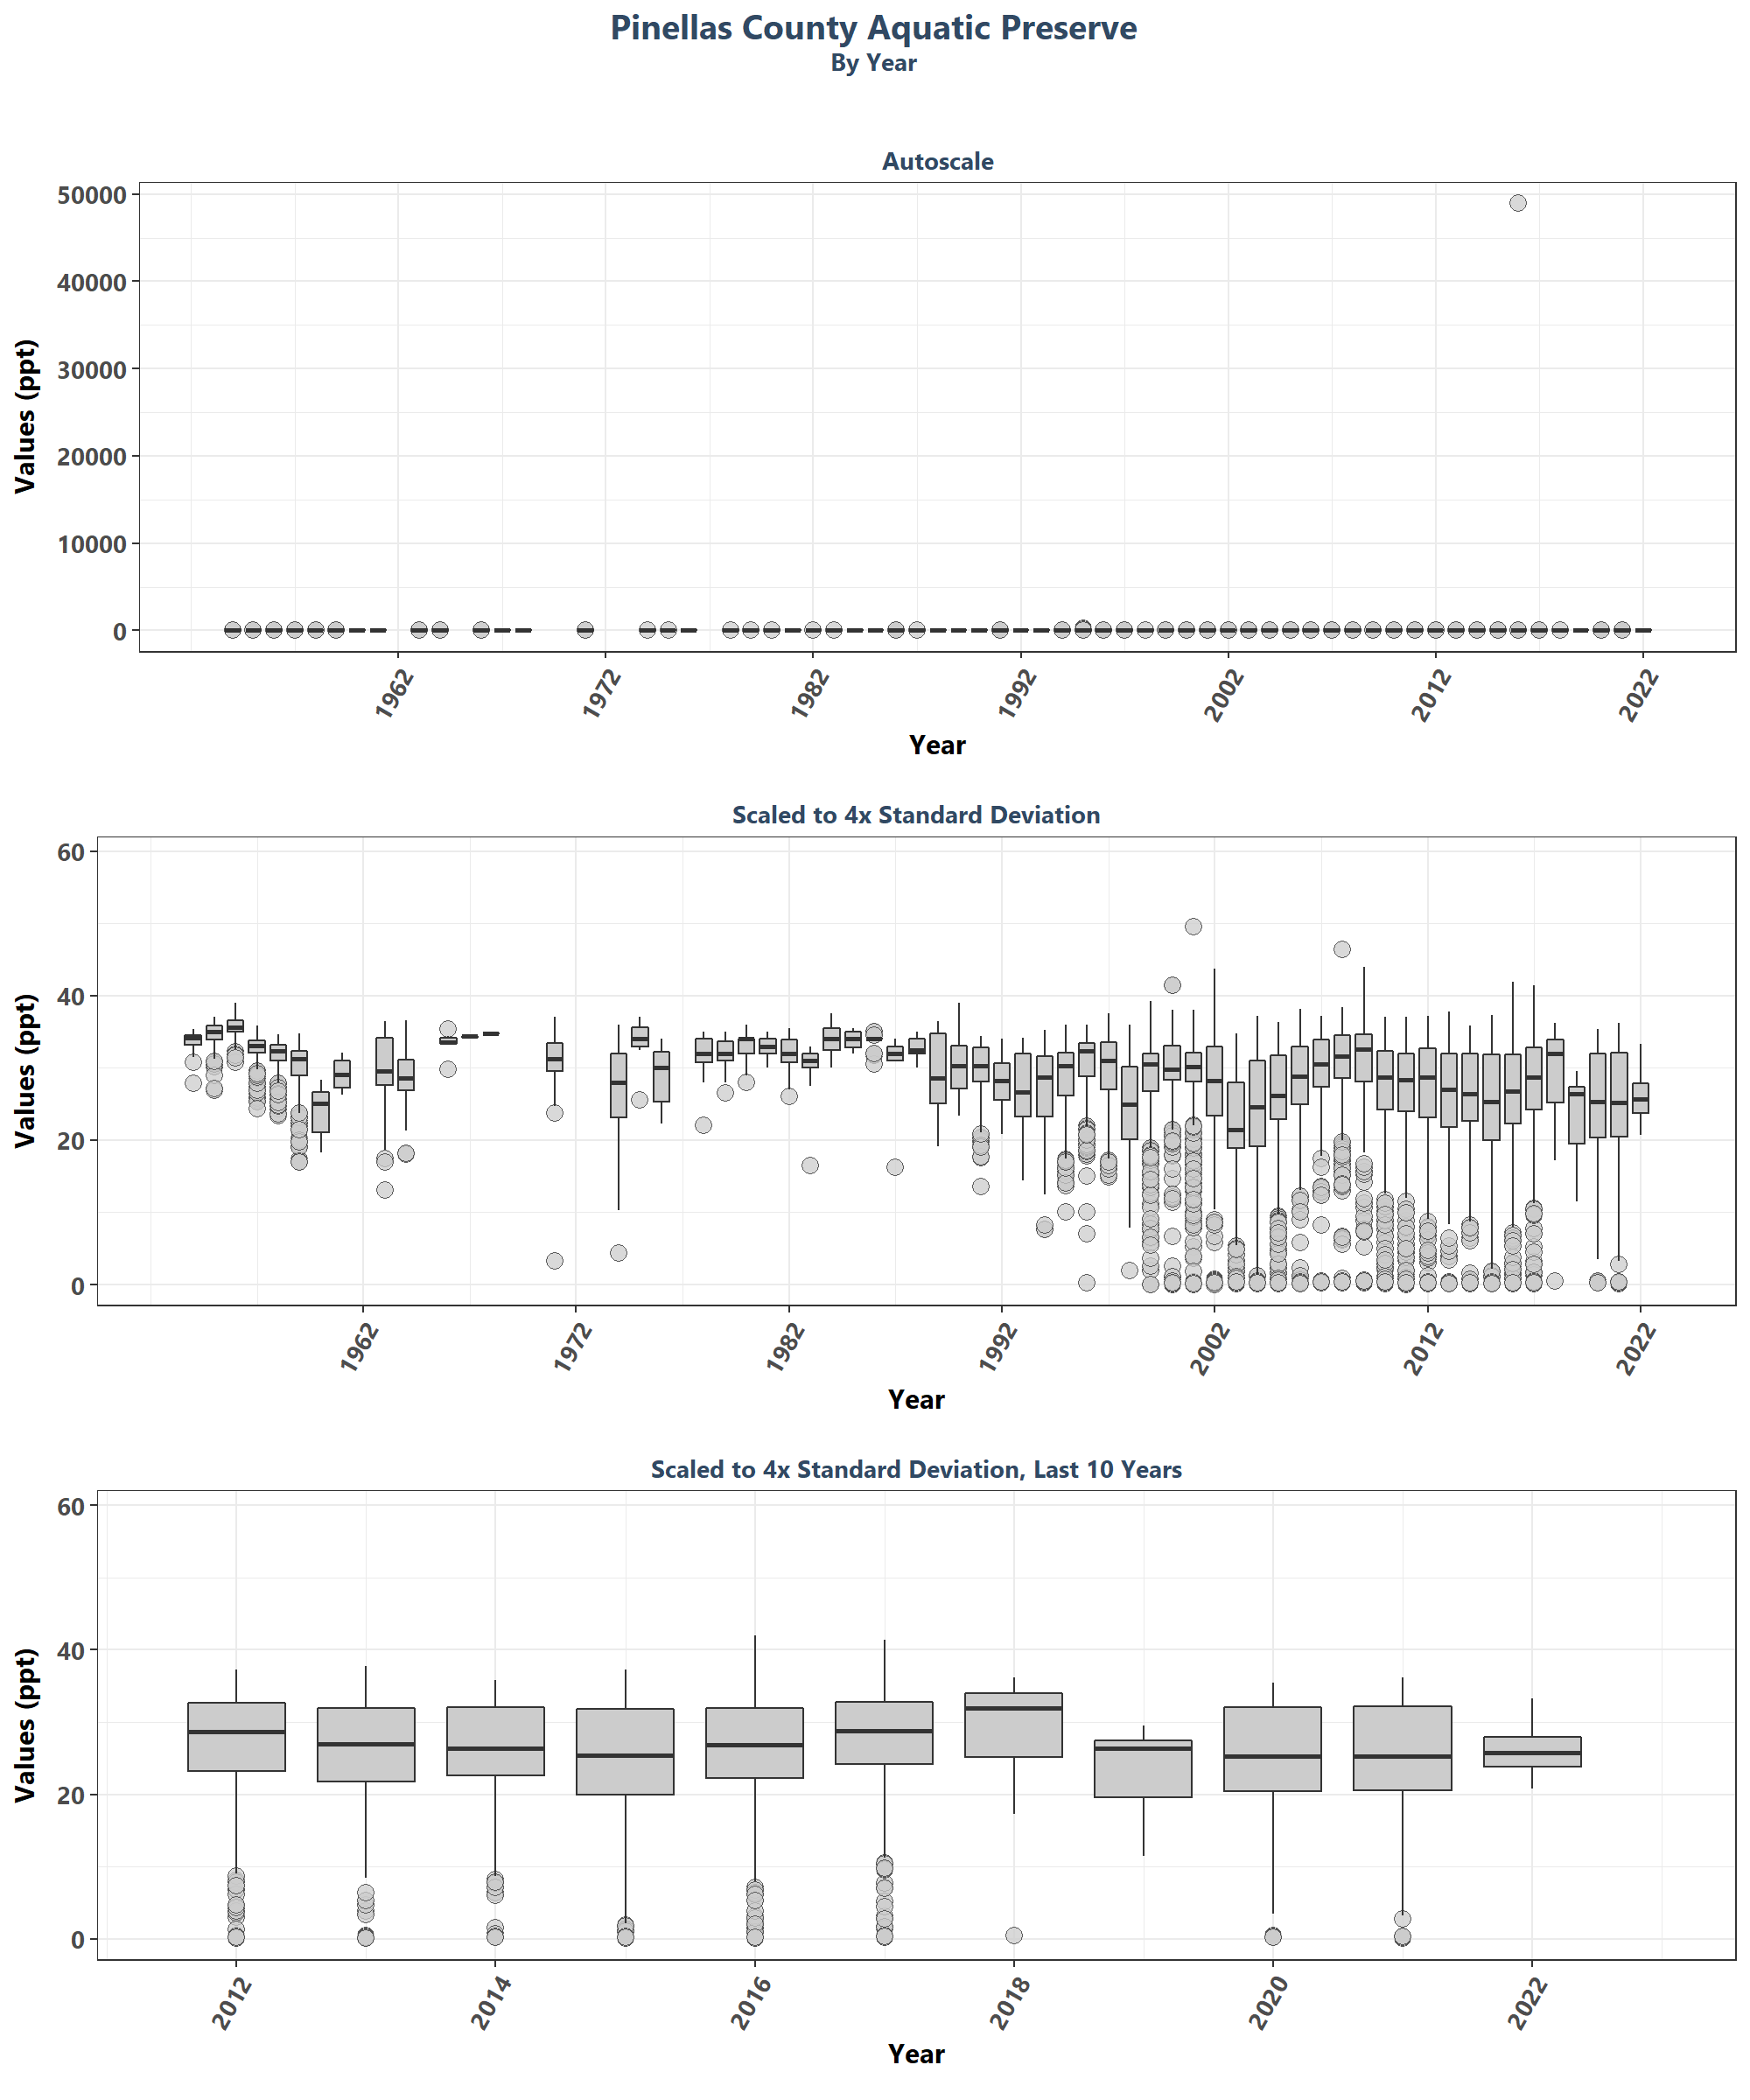 Pinellas County Aquatic Preserve
By Year
Autoscale
50000
40000
30000
20000
10000
0
Values (ppt)
1962 1972 1982 1992 2002 2012 2022
Year
Scaled to 4x Standard Deviation
60
40
20
0
Values (ppt)
1962 1972 1982 1992 2002 2012 2022
Year
Scaled to 4x Standard Deviation, Last 10 Years
60
40
20
0
Values (ppt)
2012 2014 2016 2018 2020 2022
Year